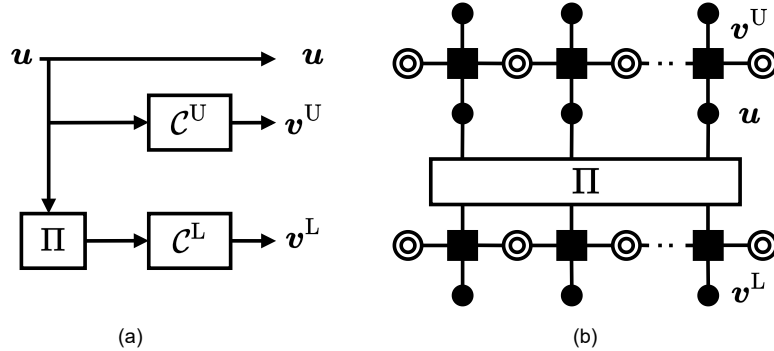 u u
C^U v^U
Π C^L v^L
(a)
v^U
u
Π
v^L
(b)